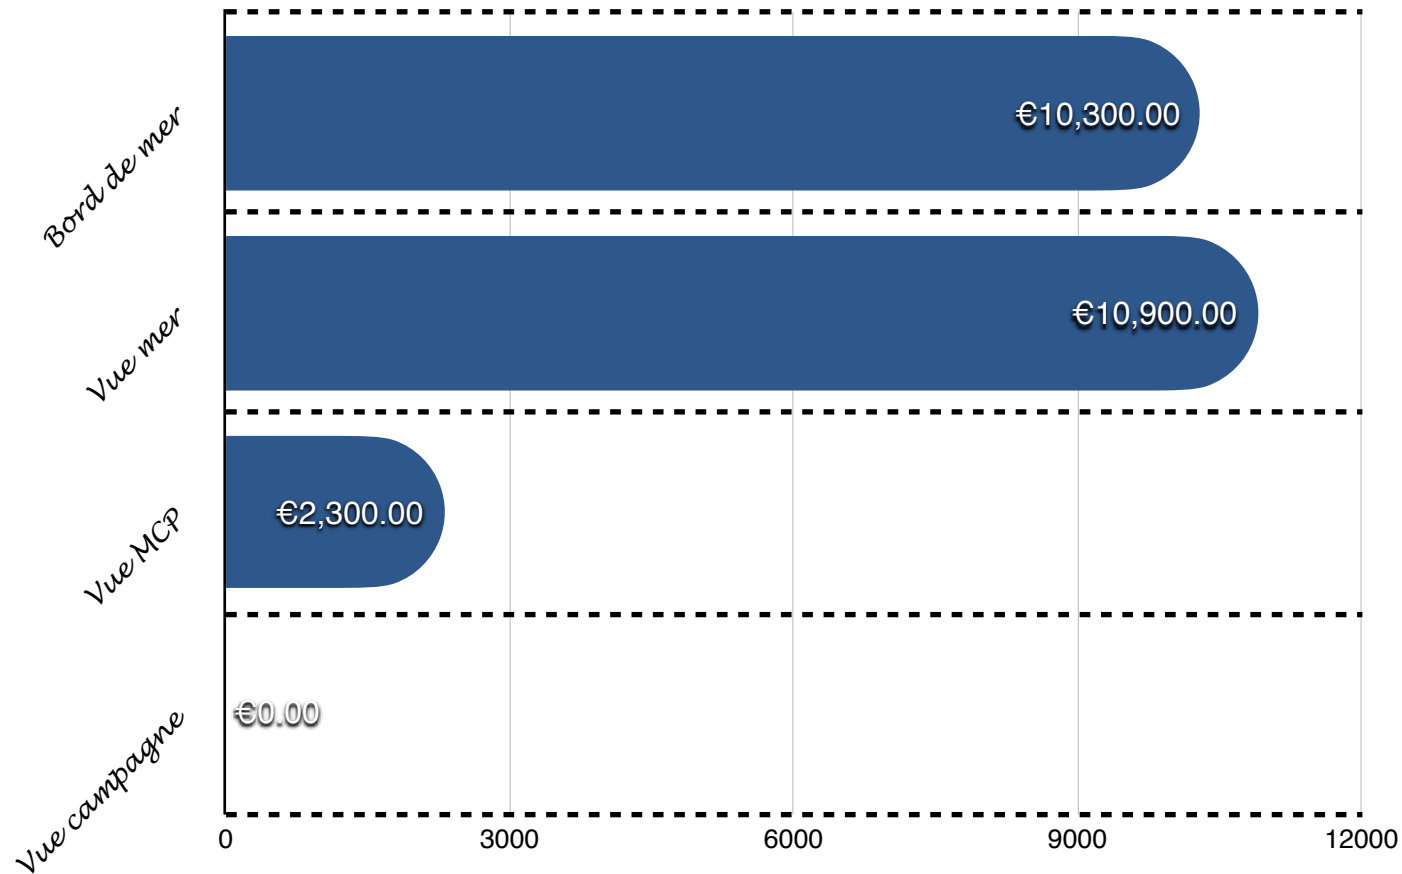 Bord de mer
€10,300.00
Vue mer
€10,900.00
Vue MCP
€2,300.00
Vue campagne
€0.00
0 3000 6000 9000 12000